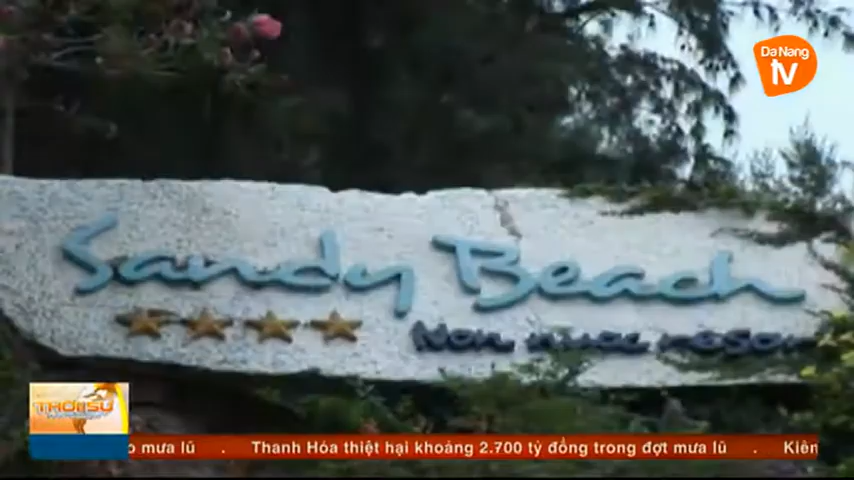 Da Nang
tv
Sandy Beach
Non nuoc resort
THỜI SỰ
o mưa lũ . Thanh Hóa thiệt hại khoảng 2.700 tỷ đồng trong đợt mưa lũ . Kiên